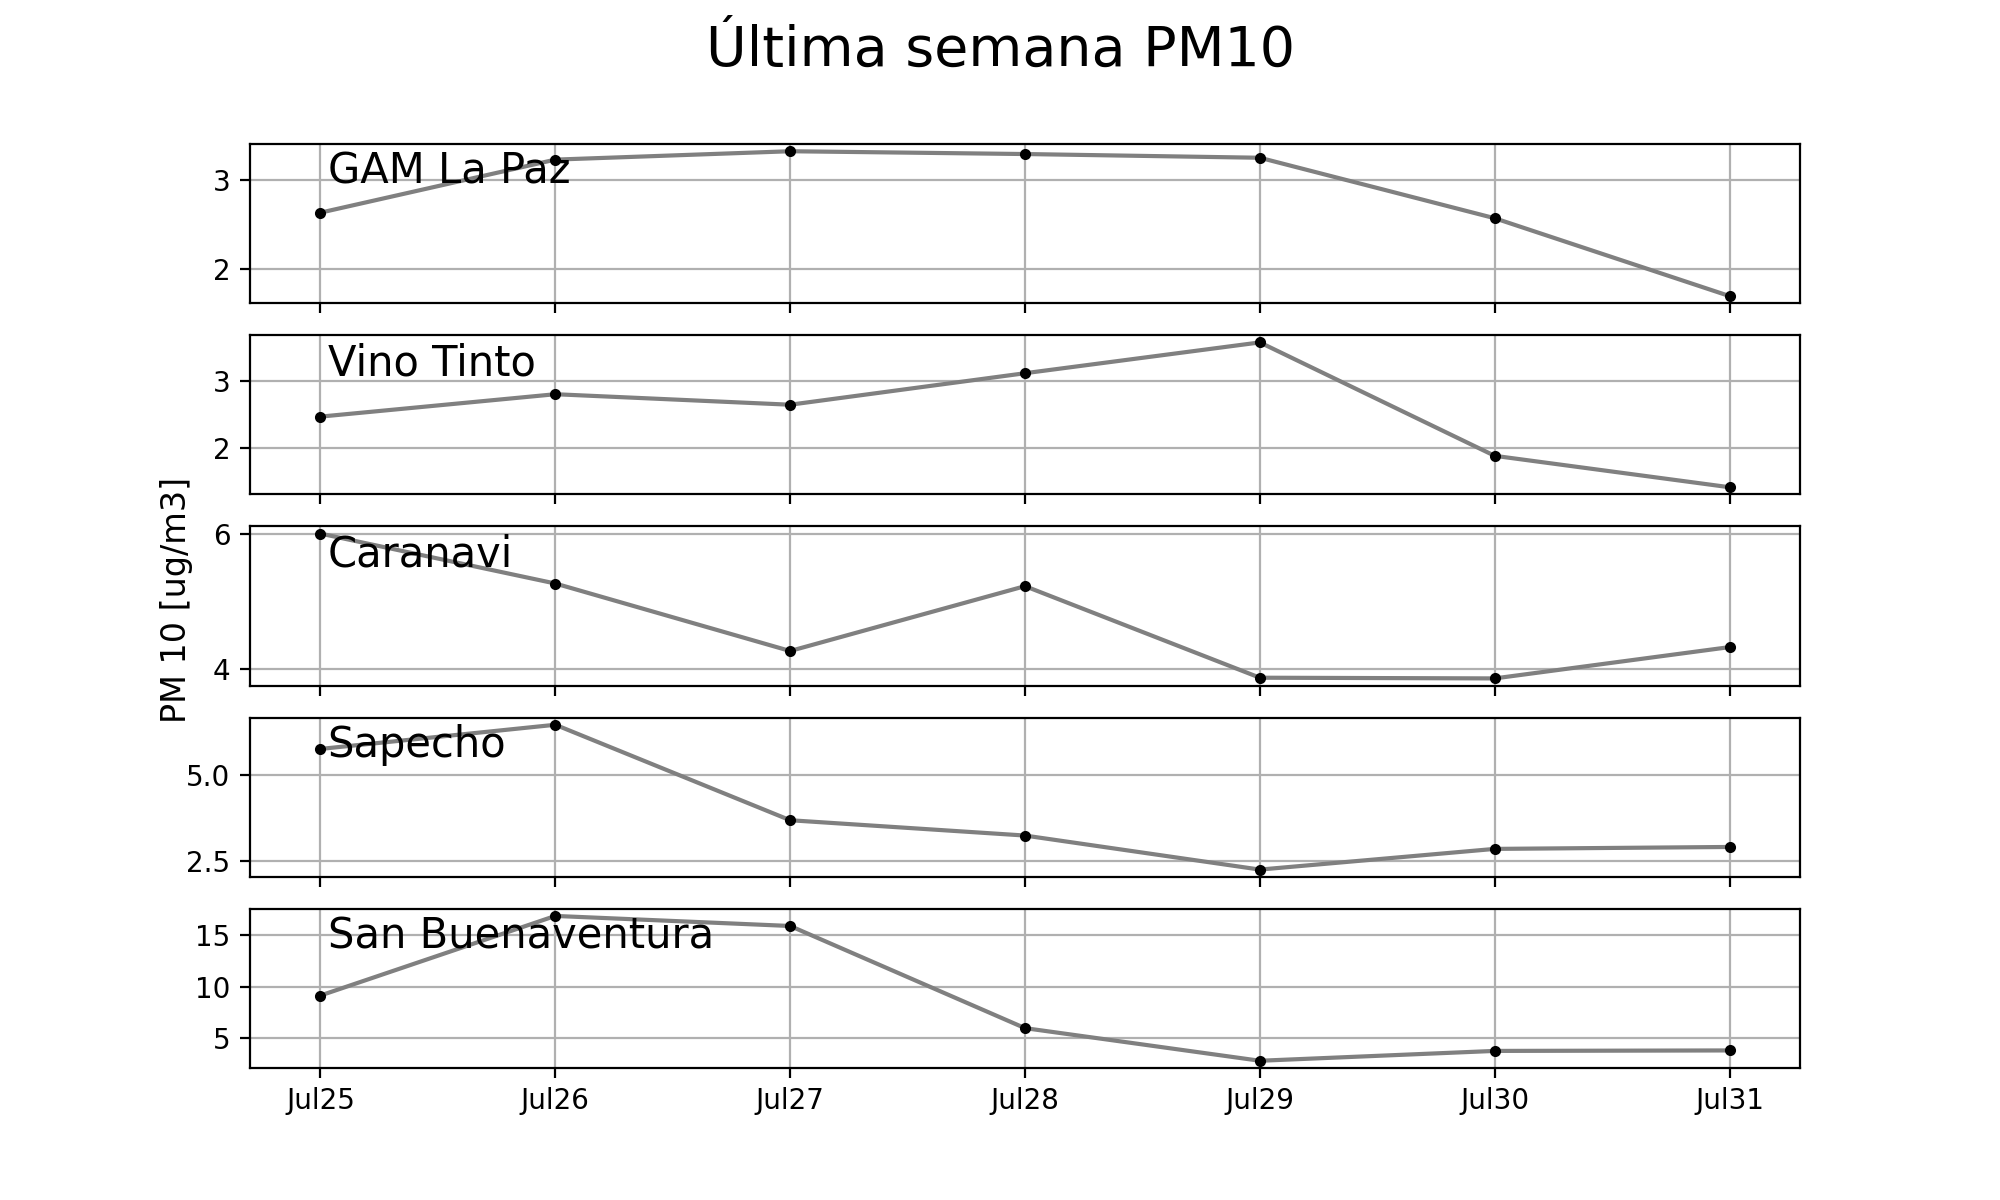 Última semana PM10
GAM La Paz
3
2
Vino Tinto
3
2
PM 10 [ug/m3]
Caranavi
6
4
Sapecho
5.0
2.5
San Buenaventura
15
10
5
Jul25 Jul26 Jul27 Jul28 Jul29 Jul30 Jul31